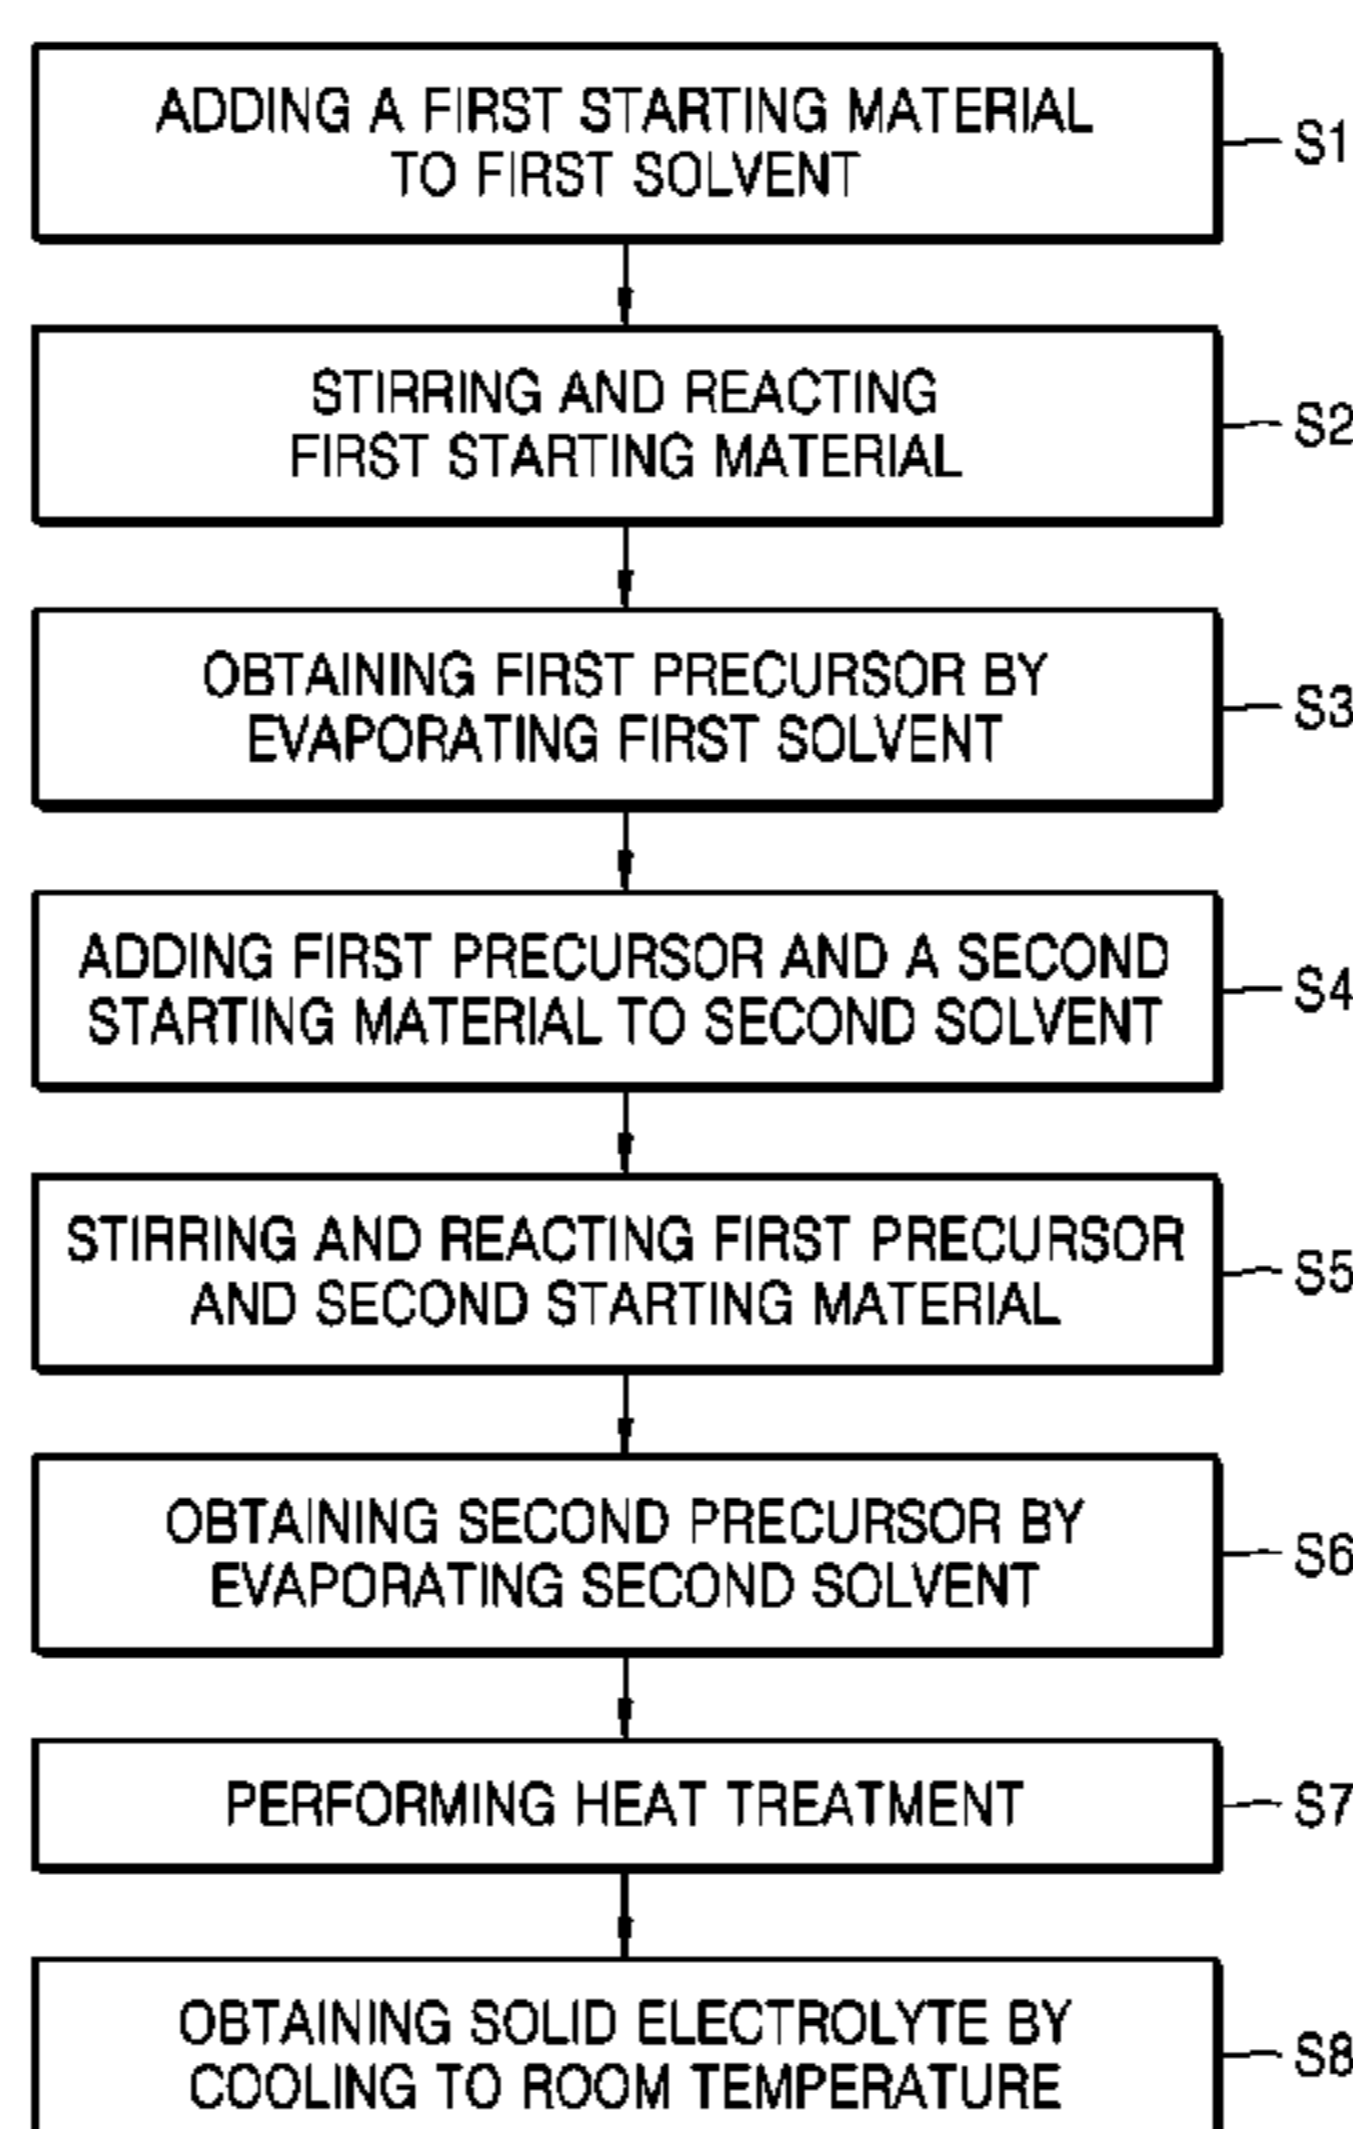 ADDING A FIRST STARTING MATERIAL
TO FIRST SOLVENT
S1
STIRRING AND REACTING
FIRST STARTING MATERIAL
S2
OBTAINING FIRST PRECURSOR BY
EVAPORATING FIRST SOLVENT
S3
ADDING FIRST PRECURSOR AND A SECOND
STARTING MATERIAL TO SECOND SOLVENT
S4
STIRRING AND REACTING FIRST PRECURSOR
AND SECOND STARTING MATERIAL
S5
OBTAINING SECOND PRECURSOR BY
EVAPORATING SECOND SOLVENT
S6
PERFORMING HEAT TREATMENT
S7
OBTAINING SOLID ELECTROLYTE BY
COOLING TO ROOM TEMPERATURE
S8